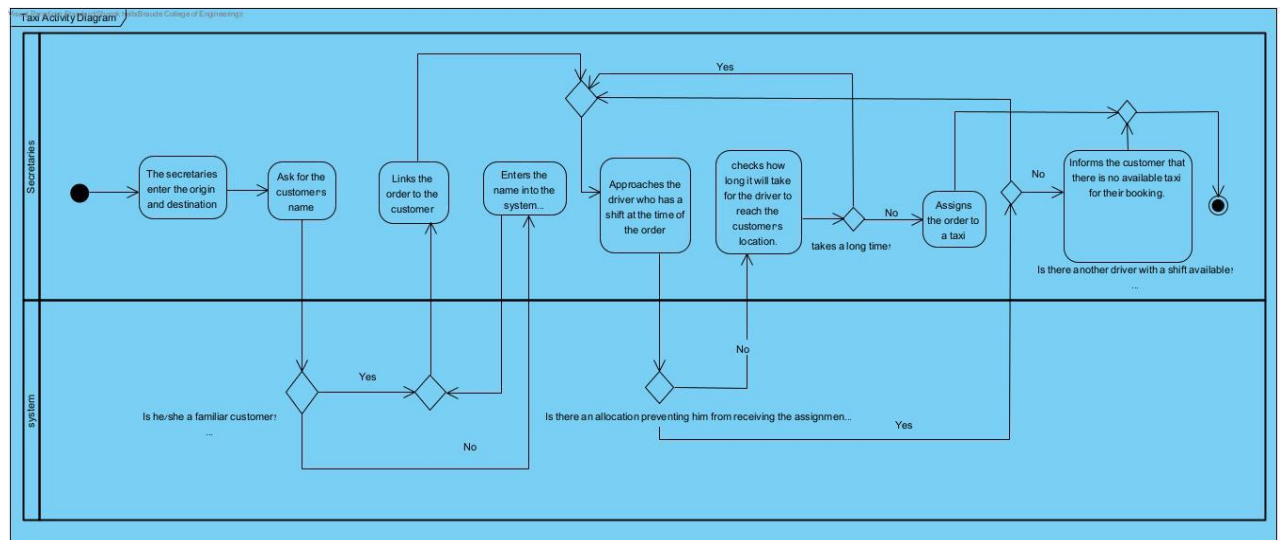 Taxi Activity Diagram
Secretaries
The secretaries
enter the origin
and destination
Ask for the
customer's
name
Links the
order to the
customer
Enters the
name into the
system...
Approaches the
driver who has a
shift at the time of
the order
checks how
long it will take
for the driver to
reach the
customer's
location.
Yes
takes a long time?
No
Assigns
the order to
a taxi
No
Informs the customer that
there is no available taxi
for their booking.
Is there another driver with a shift available?
...
system
Is he/she a familiar customer?
...
Yes
No
Is there an allocation preventing him from receiving the assignmen...
No
Yes